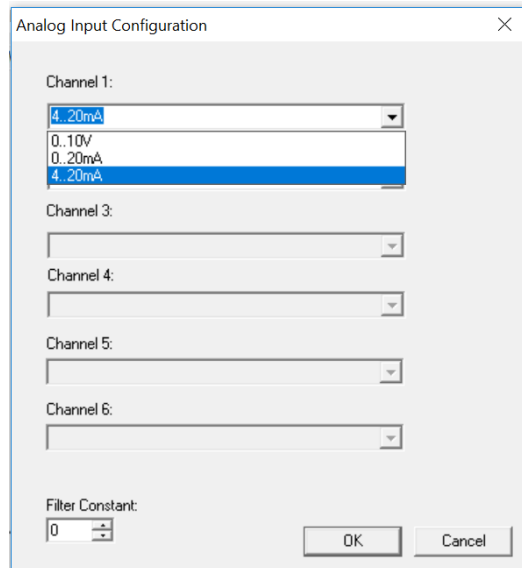 Analog Input Configuration
Channel 1:
4..20mA
0..10V
0..20mA
4..20mA
Channel 3:
Channel 4:
Channel 5:
Channel 6:
Filter Constant:
0
OK
Cancel